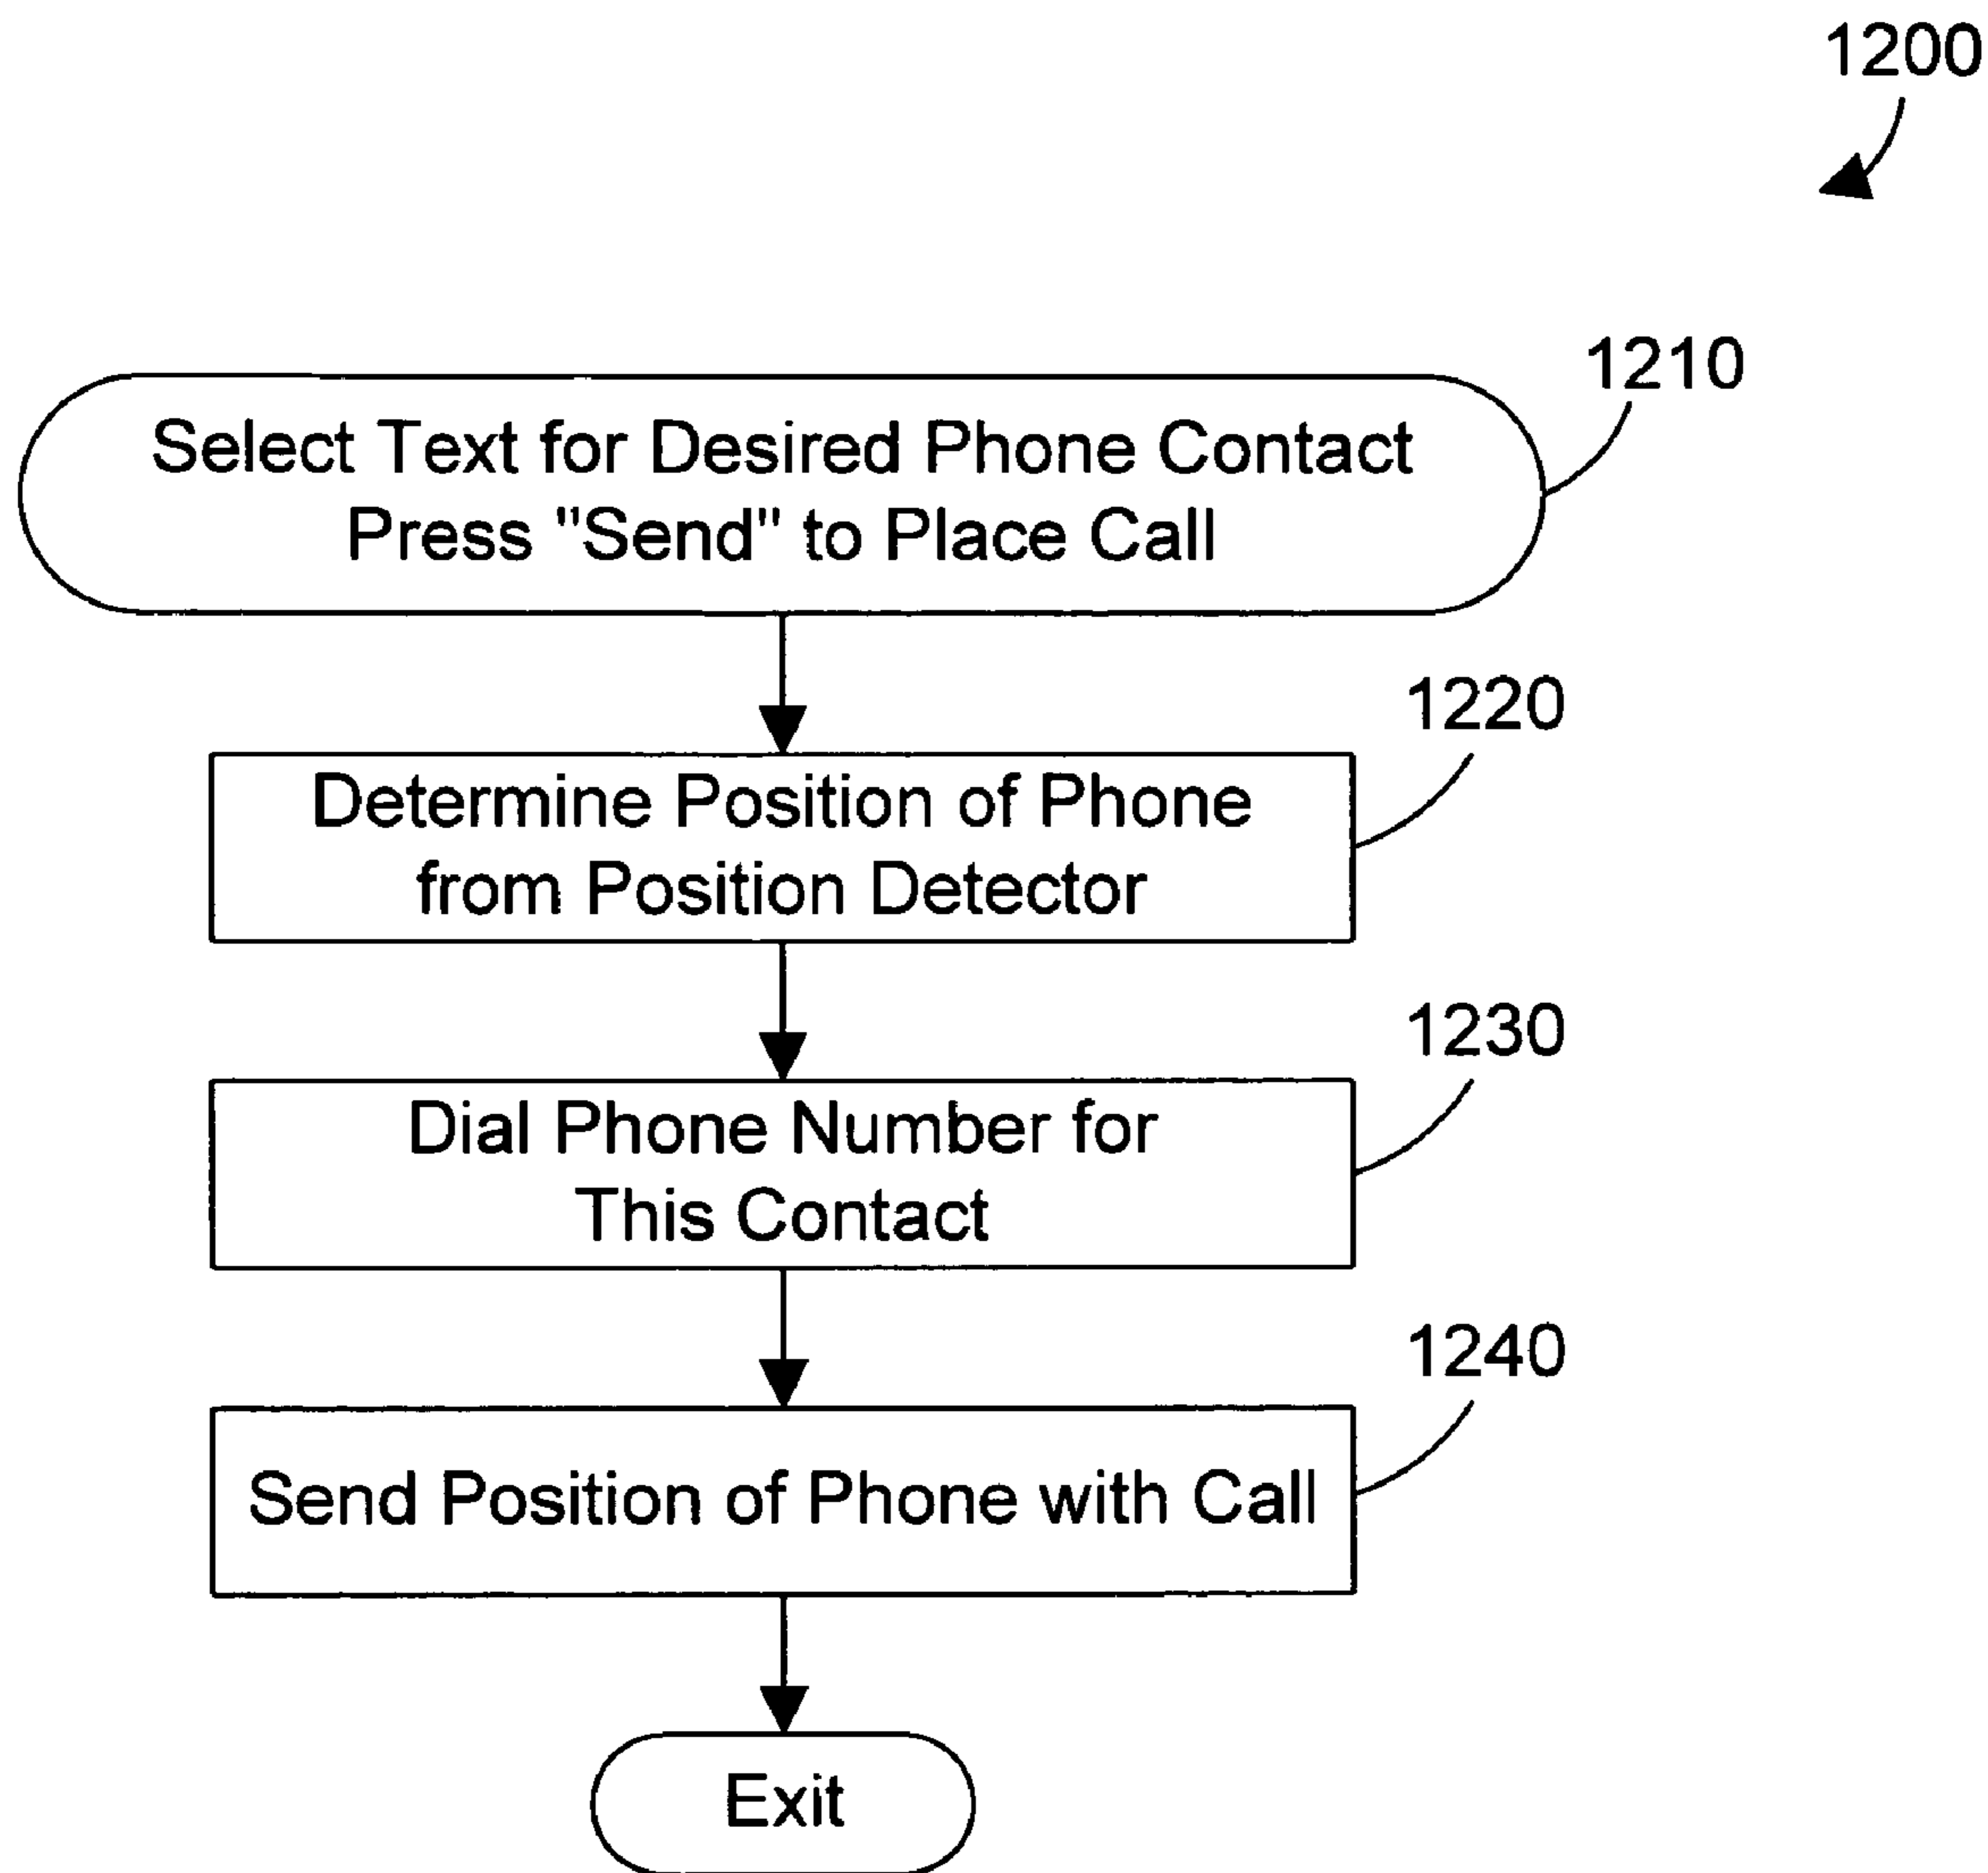 1200
1210
Select Text for Desired Phone Contact
Press "Send" to Place Call
1220
Determine Position of Phone
from Position Detector
1230
Dial Phone Number for
This Contact
1240
Send Position of Phone with Call
Exit